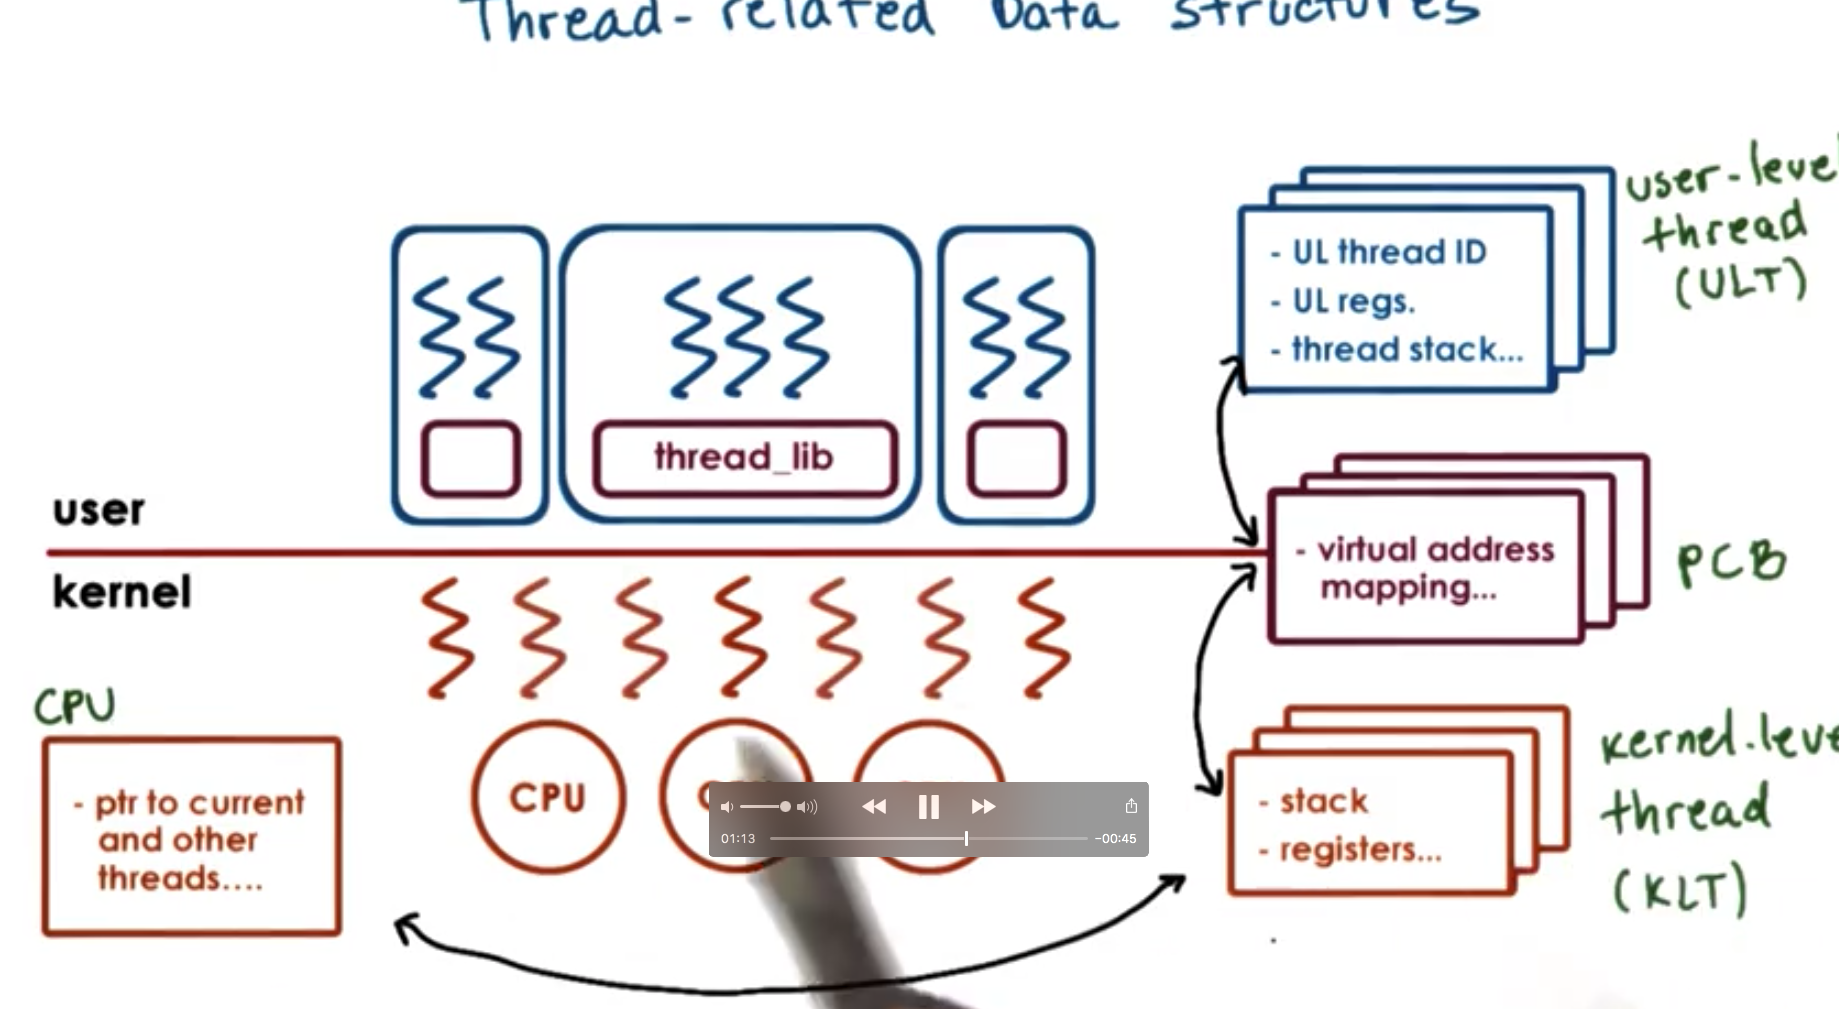 Thread-related Data Structures
- UL thread ID
- UL regs.
- thread stack...
user-level
thread
(ULT)
thread_lib
user
kernel
- virtual address
mapping...
PCB
CPU
- ptr to current
and other
threads....
CPU
- stack
- registers...
thread
(KLT)
01:13
-00:45